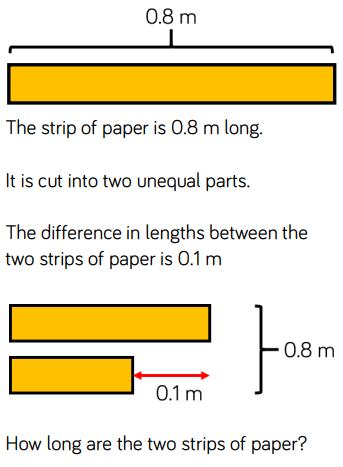 0.8 m
The strip of paper is 0.8 m long.
It is cut into two unequal parts.
The difference in lengths between the
two strips of paper is 0.1 m
0.8 m
0.1 m
How long are the two strips of paper?